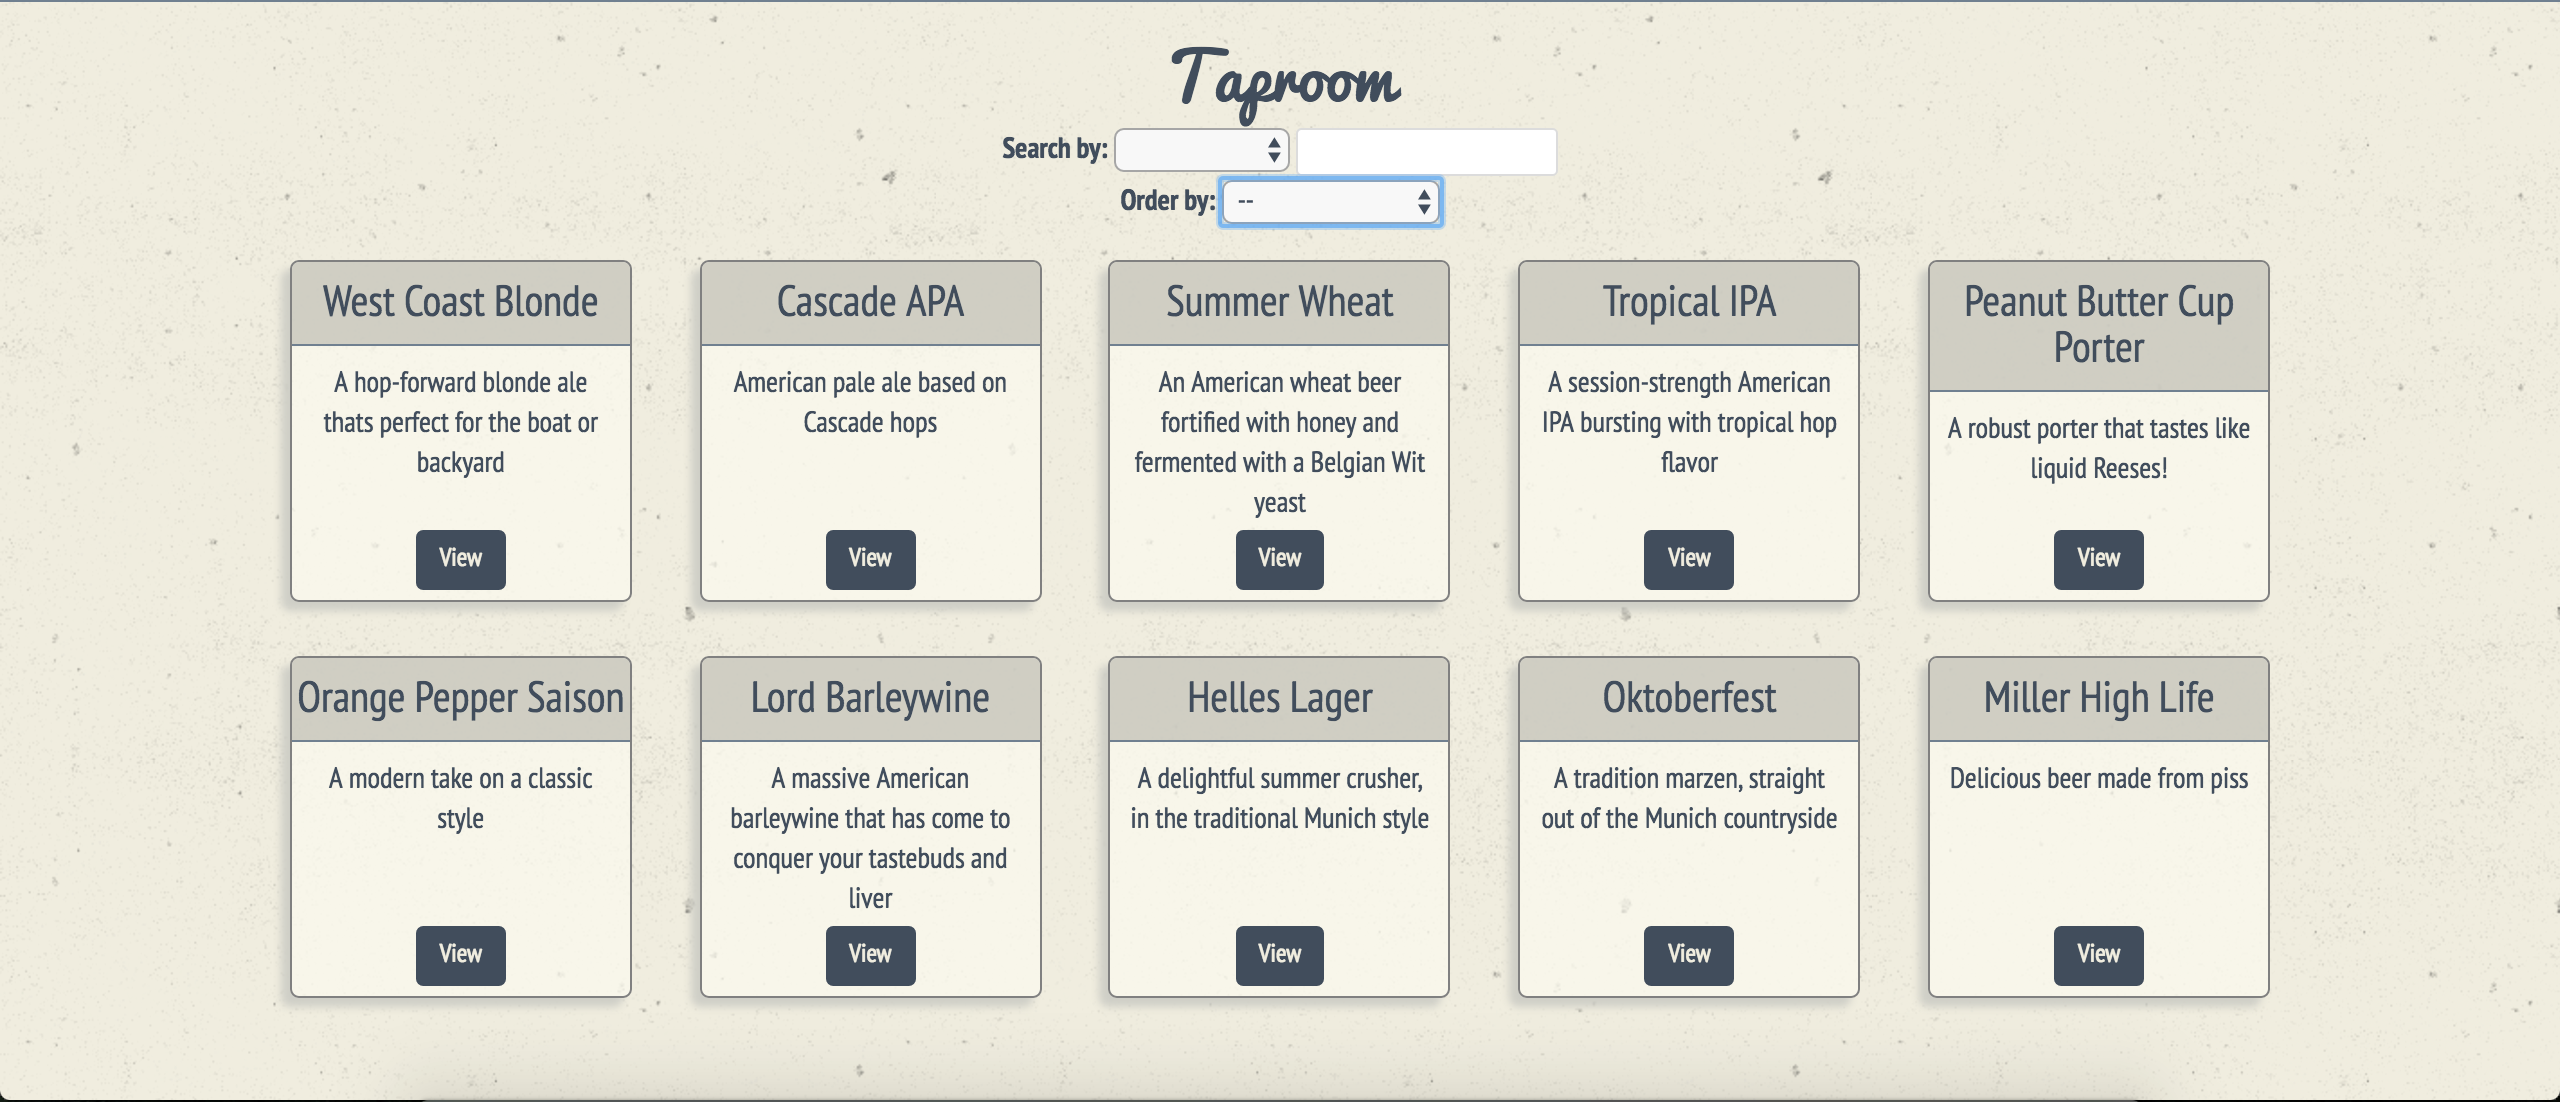 Taproom
Search by:
Order by: --
West Coast Blonde
A hop-forward blonde ale
thats perfect for the boat or
backyard
View
Cascade APA
American pale ale based on
Cascade hops
View
Summer Wheat
An American wheat beer
fortified with honey and
fermented with a Belgian Wit
yeast
View
Tropical IPA
A session-strength American
IPA bursting with tropical hop
flavor
View
Peanut Butter Cup
Porter
A robust porter that tastes like
liquid Reeses!
View
Orange Pepper Saison
A modern take on a classic
style
View
Lord Barleywine
A massive American
barleywine that has come to
conquer your tastebuds and
liver
View
Helles Lager
A delightful summer crusher,
in the traditional Munich style
View
Oktoberfest
A tradition marzen, straight
out of the Munich countryside
View
Miller High Life
Delicious beer made from piss
View